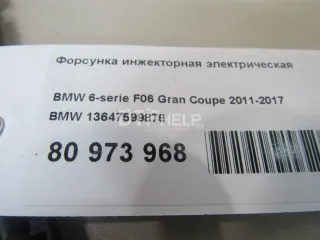 Форсунка инжекторная электрическая
BMW 6-serie F06 Gran Coupe 2011-2017
BMW 13647599876
80 973 968